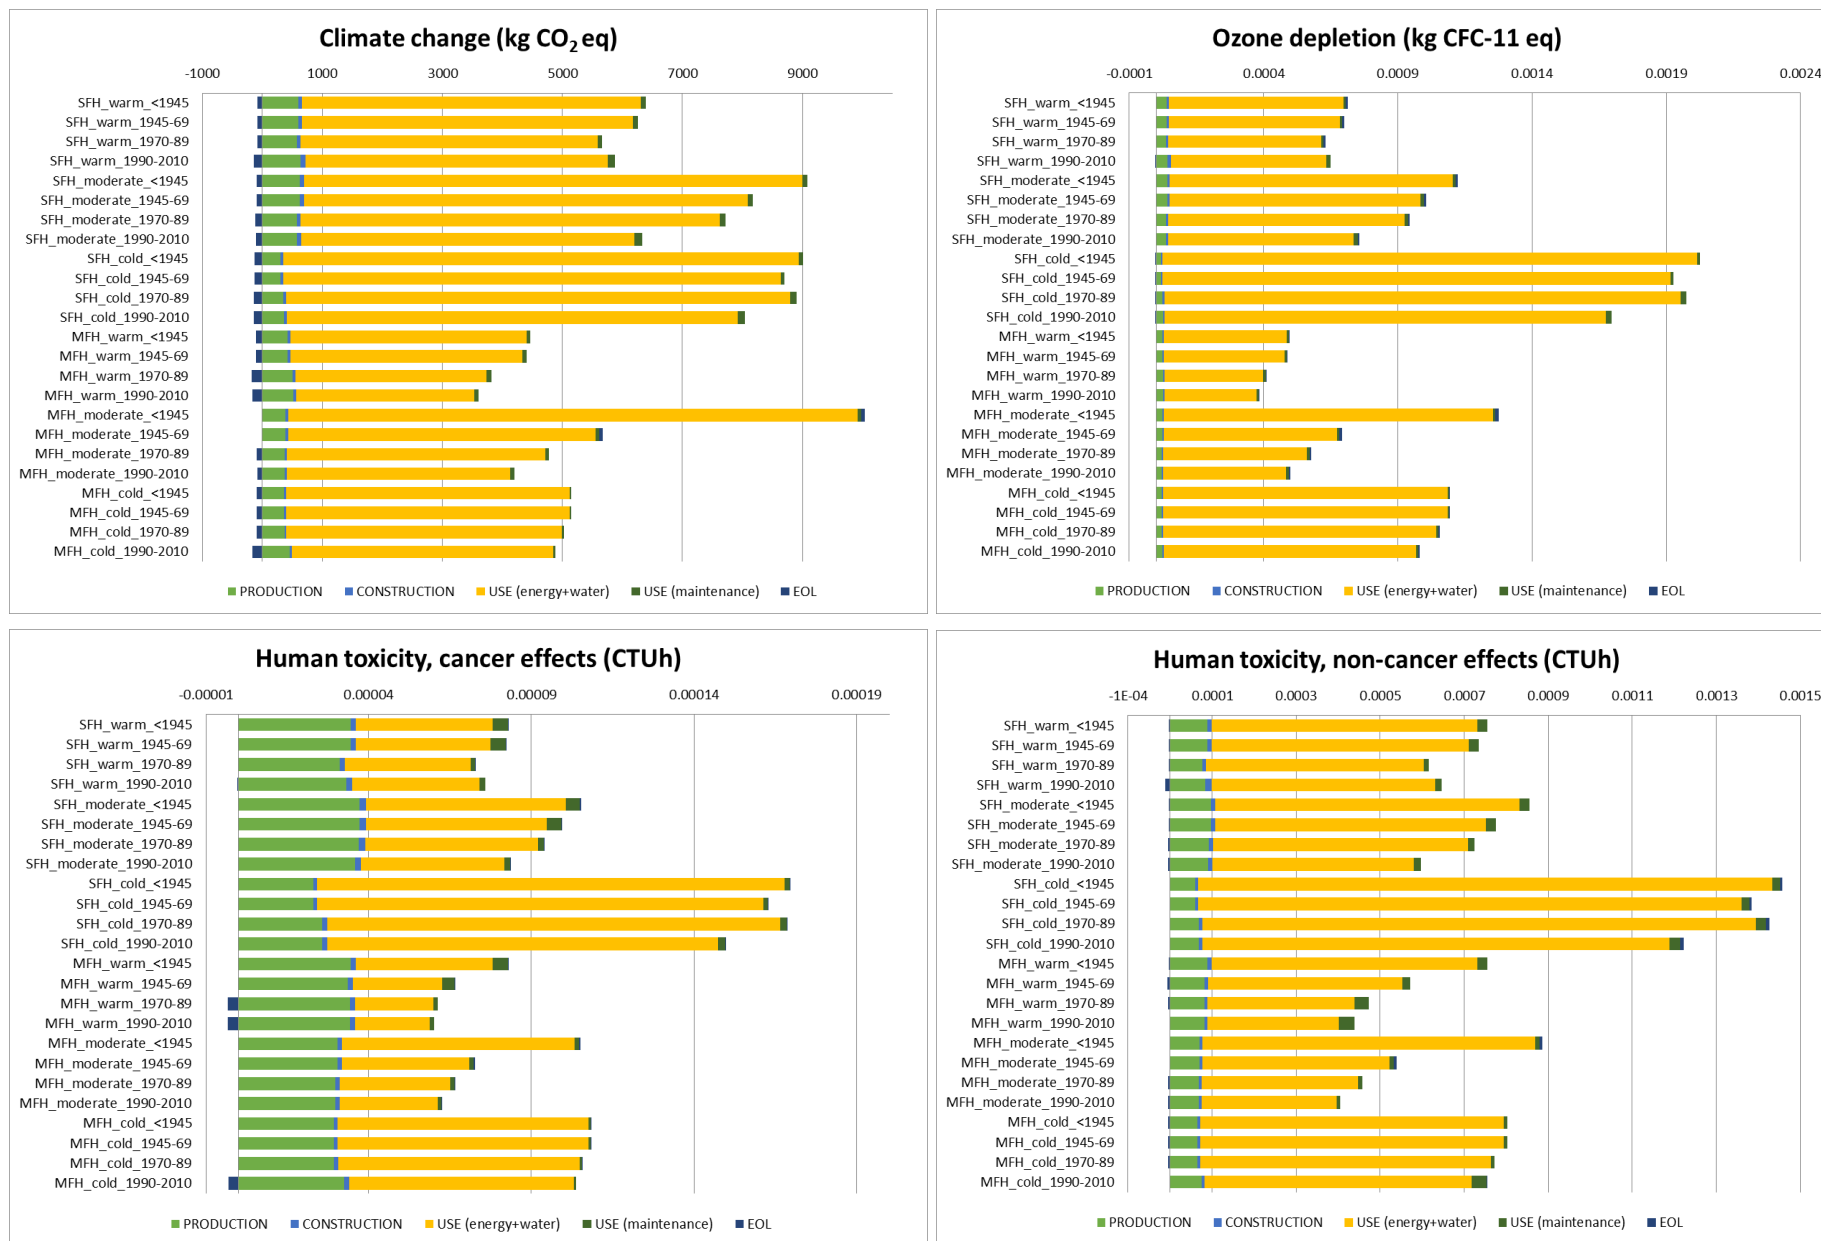 Climate change (kg CO2 eq)
-1000 1000 3000 5000 7000 9000
SFH_warm_<1945
SFH_warm_1945-69
SFH_warm_1970-89
SFH_warm_1990-2010
SFH_moderate_<1945
SFH_moderate_1945-69
SFH_moderate_1970-89
SFH_moderate_1990-2010
SFH_cold_<1945
SFH_cold_1945-69
SFH_cold_1970-89
SFH_cold_1990-2010
MFH_warm_<1945
MFH_warm_1945-69
MFH_warm_1970-89
MFH_warm_1990-2010
MFH_moderate_<1945
MFH_moderate_1945-69
MFH_moderate_1970-89
MFH_moderate_1990-2010
MFH_cold_<1945
MFH_cold_1945-69
MFH_cold_1970-89
MFH_cold_1990-2010
PRODUCTION CONSTRUCTION USE (energy+water) USE (maintenance) EOL
Ozone depletion (kg CFC-11 eq)
-0.0001 0.0004 0.0009 0.0014 0.0019 0.0024
SFH_warm_<1945
SFH_warm_1945-69
SFH_warm_1970-89
SFH_warm_1990-2010
SFH_moderate_<1945
SFH_moderate_1945-69
SFH_moderate_1970-89
SFH_moderate_1990-2010
SFH_cold_<1945
SFH_cold_1945-69
SFH_cold_1970-89
SFH_cold_1990-2010
MFH_warm_<1945
MFH_warm_1945-69
MFH_warm_1970-89
MFH_warm_1990-2010
MFH_moderate_<1945
MFH_moderate_1945-69
MFH_moderate_1970-89
MFH_moderate_1990-2010
MFH_cold_<1945
MFH_cold_1945-69
MFH_cold_1970-89
MFH_cold_1990-2010
PRODUCTION CONSTRUCTION USE (energy+water) USE (maintenance) EOL
Human toxicity, cancer effects (CTUh)
-0.00001 0.00004 0.00009 0.00014 0.00019
SFH_warm_<1945
SFH_warm_1945-69
SFH_warm_1970-89
SFH_warm_1990-2010
SFH_moderate_<1945
SFH_moderate_1945-69
SFH_moderate_1970-89
SFH_moderate_1990-2010
SFH_cold_<1945
SFH_cold_1945-69
SFH_cold_1970-89
SFH_cold_1990-2010
MFH_warm_<1945
MFH_warm_1945-69
MFH_warm_1970-89
MFH_warm_1990-2010
MFH_moderate_<1945
MFH_moderate_1945-69
MFH_moderate_1970-89
MFH_moderate_1990-2010
MFH_cold_<1945
MFH_cold_1945-69
MFH_cold_1970-89
MFH_cold_1990-2010
PRODUCTION CONSTRUCTION USE (energy+water) USE (maintenance) EOL
Human toxicity, non-cancer effects (CTUh)
-1E-04 0.0001 0.0003 0.0005 0.0007 0.0009 0.0011 0.0013 0.0015
SFH_warm_<1945
SFH_warm_1945-69
SFH_warm_1970-89
SFH_warm_1990-2010
SFH_moderate_<1945
SFH_moderate_1945-69
SFH_moderate_1970-89
SFH_moderate_1990-2010
SFH_cold_<1945
SFH_cold_1945-69
SFH_cold_1970-89
SFH_cold_1990-2010
MFH_warm_<1945
MFH_warm_1945-69
MFH_warm_1970-89
MFH_warm_1990-2010
MFH_moderate_<1945
MFH_moderate_1945-69
MFH_moderate_1970-89
MFH_moderate_1990-2010
MFH_cold_<1945
MFH_cold_1945-69
MFH_cold_1970-89
MFH_cold_1990-2010
PRODUCTION CONSTRUCTION USE (energy+water) USE (maintenance) EOL